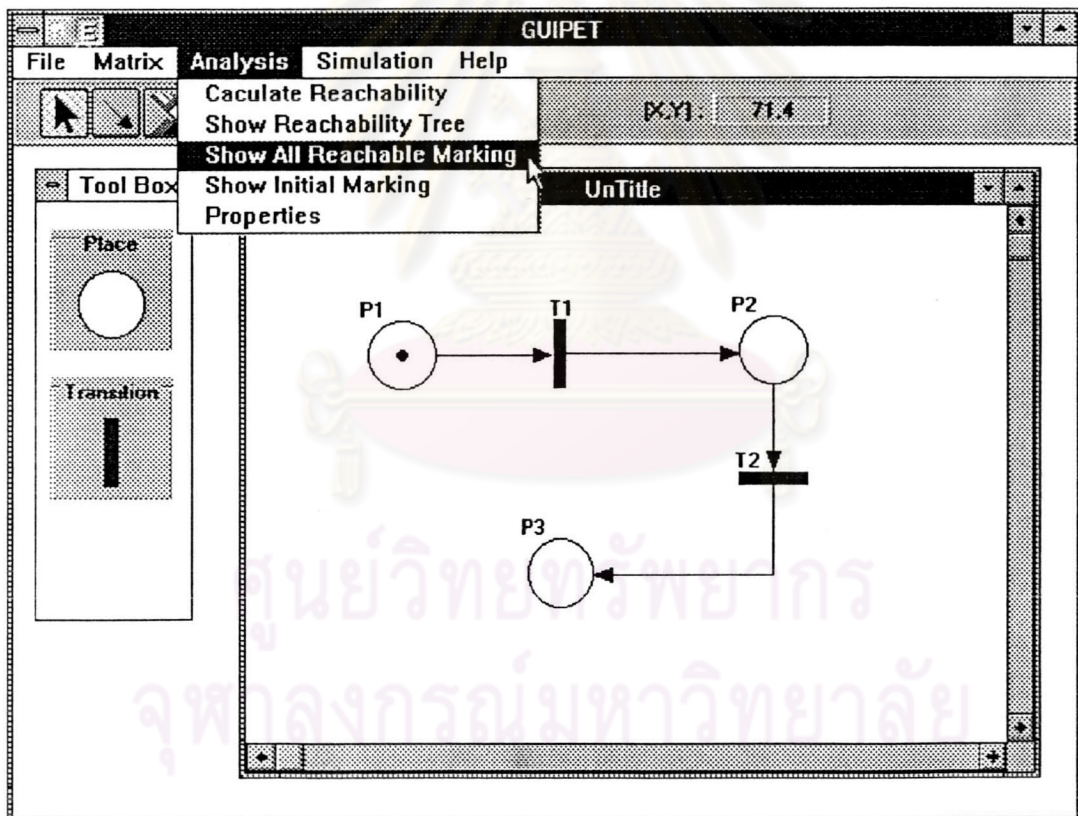 GUIPET
File Matrix Analysis Simulation Help
Caculate Reachability
Show Reachability Tree
Show All Reachable Marking
Show Initial Marking
Properties
[X,Y] : 71.4
Tool Box
UnTitle
Place
Transition
P1
T1
P2
T2
P3
ศูนย์วิทยทรัพยากร
จุฬาลงกรณ์มหาวิทยาลัย